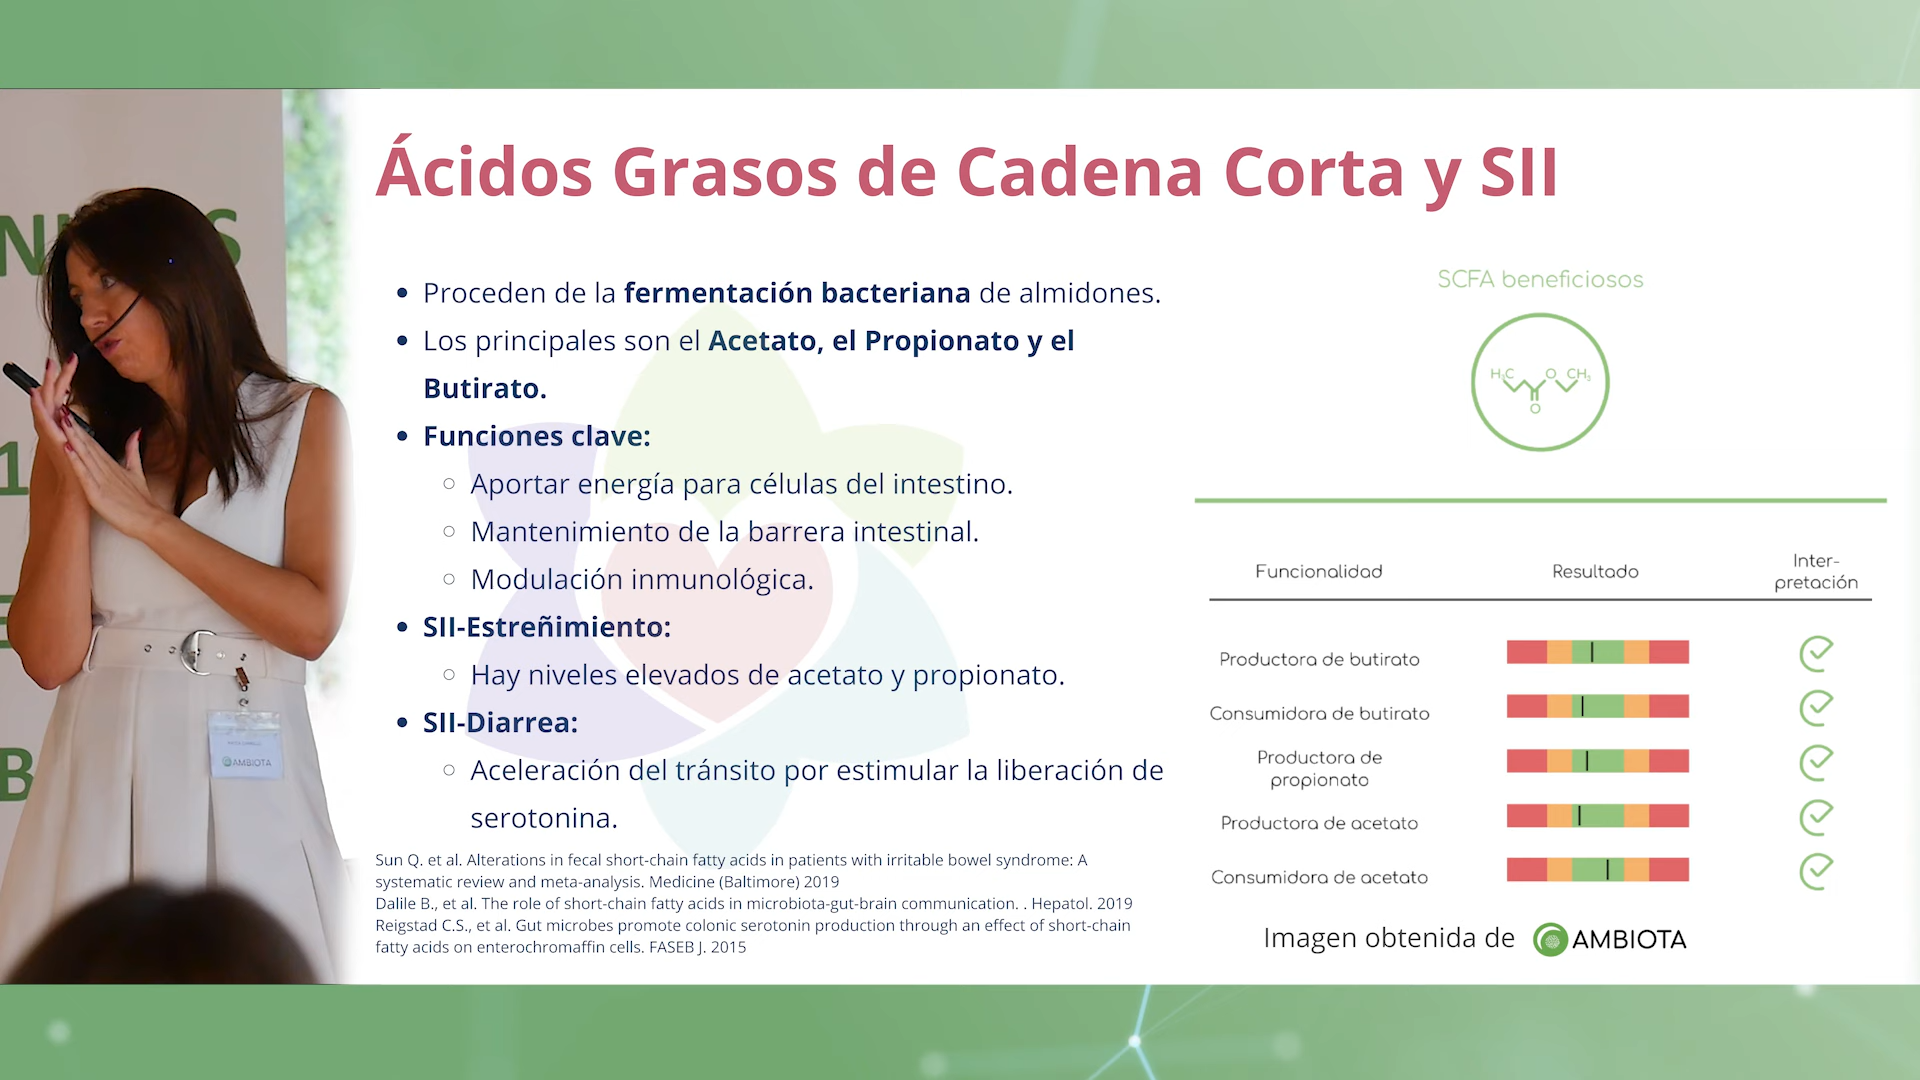 Ácidos Grasos de Cadena Corta y SII
• Proceden de la fermentación bacteriana de almidones.
• Los principales son el Acetato, el Propionato y el
Butirato.
• Funciones clave:
○ Aportar energía para células del intestino.
○ Mantenimiento de la barrera intestinal.
○ Modulación inmunológica.
• SII-Estreñimiento:
○ Hay niveles elevados de acetato y propionato.
• SII-Diarrea:
○ Aceleración del tránsito por estimular la liberación de
serotonina.
Sun Q. et al. Alterations in fecal short-chain fatty acids in patients with irritable bowel syndrome: A
systematic review and meta-analysis. Medicine (Baltimore) 2019
Dalile B., et al. The role of short-chain fatty acids in microbiota-gut-brain communication. . Hepatol. 2019
Reigstad C.S., et al. Gut microbes promote colonic serotonin production through an effect of short-chain
fatty acids on enterochromaffin cells. FASEB J. 2015
SCFA beneficiosos
H₃C O CH₃
O
Funcionalidad Resultado Inter-
pretación
Productora de butirato
Consumidora de butirato
Productora de
propionato
Productora de acetato
Consumidora de acetato
Imagen obtenida de AMBIOTA
AMBIOTA